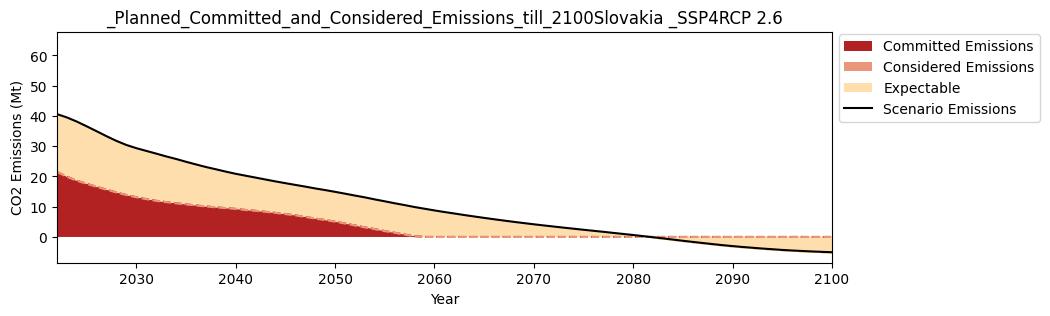 _Planned_Committed_and_Considered_Emissions_till_2100Slovakia _SSP4RCP 2.6
CO2 Emissions (Mt)
60
50
40
30
20
10
0
2030 2040 2050 2060 2070 2080 2090 2100
Year
Committed Emissions
Considered Emissions
Expectable
Scenario Emissions